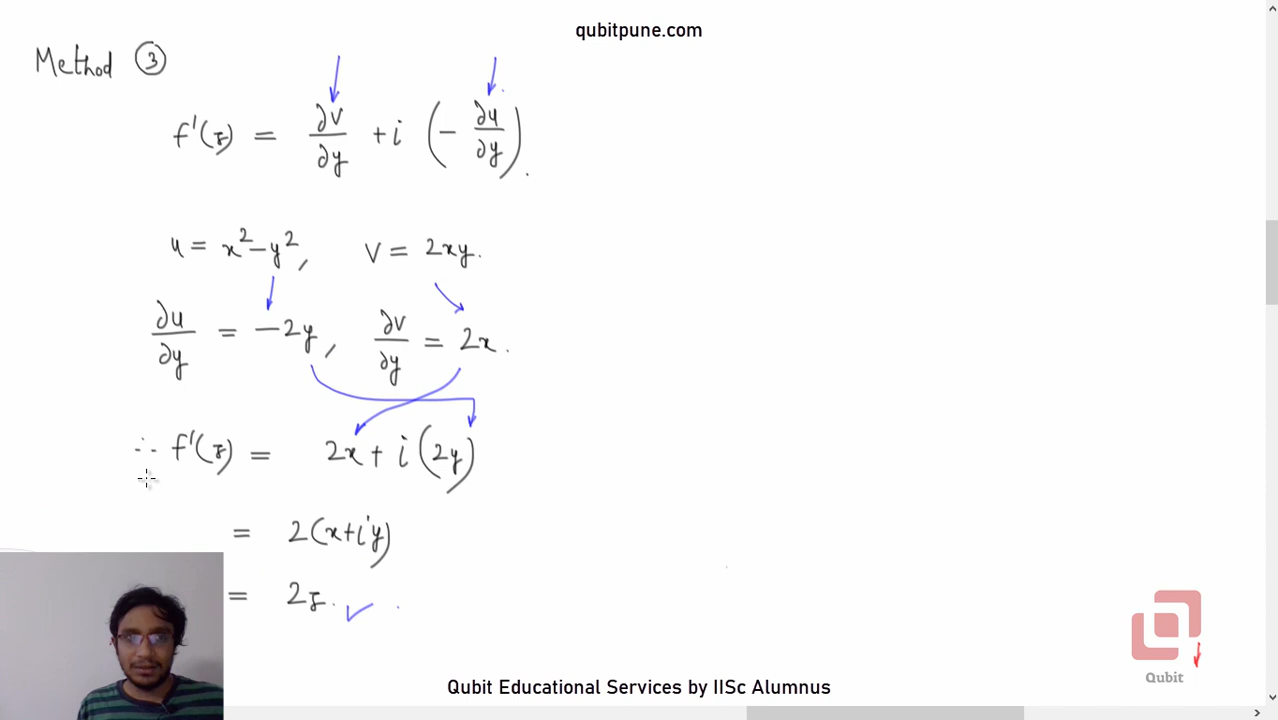 qubitpune.com
Method ③
f'(z) = ∂v/∂y + i (- ∂u/∂y).
u = x²-y², v = 2xy.
∂u/∂y = -2y, ∂v/∂y = 2x.
∴ f'(z) = 2x + i (2y)
= 2(x+iy)
= 2z. ✓
Qubit
Qubit Educational Services by IISc Alumnus